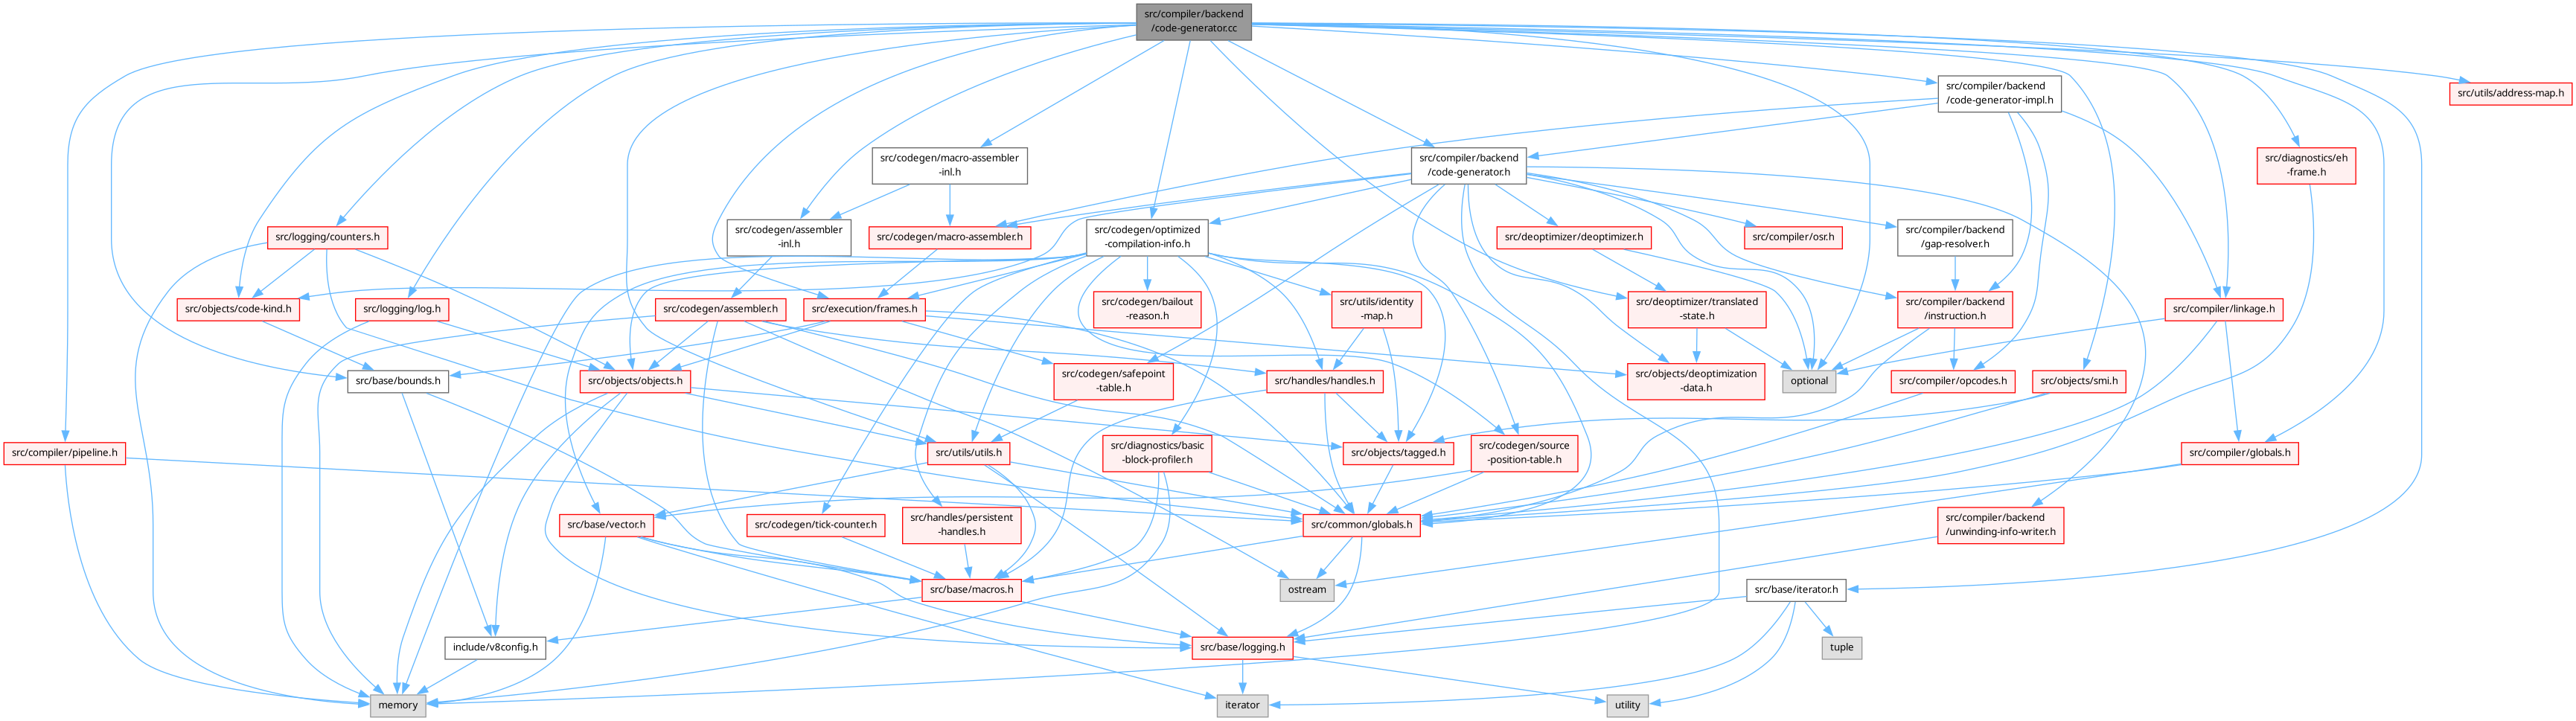 src/compiler/backend
/code-generator.cc
src/compiler/backend
/code-generator-impl.h
src/utils/address-map.h
src/codegen/macro-assembler
-inl.h
src/compiler/backend
/code-generator.h
src/diagnostics/eh
-frame.h
src/logging/counters.h
src/codegen/assembler
-inl.h
src/codegen/macro-assembler.h
src/codegen/optimized
-compilation-info.h
src/deoptimizer/deoptimizer.h
src/compiler/osr.h
src/compiler/backend
/gap-resolver.h
src/objects/code-kind.h
src/logging/log.h
src/codegen/assembler.h
src/execution/frames.h
src/codegen/bailout
-reason.h
src/utils/identity
-map.h
src/deoptimizer/translated
-state.h
src/compiler/backend
/instruction.h
src/compiler/linkage.h
src/base/bounds.h
src/objects/objects.h
src/codegen/safepoint
-table.h
src/handles/handles.h
src/objects/deoptimization
-data.h
optional
src/compiler/opcodes.h
src/objects/smi.h
src/compiler/pipeline.h
src/utils/utils.h
src/diagnostics/basic
-block-profiler.h
src/objects/tagged.h
src/codegen/source
-position-table.h
src/compiler/globals.h
src/base/vector.h
src/codegen/tick-counter.h
src/handles/persistent
-handles.h
src/common/globals.h
src/compiler/backend
/unwinding-info-writer.h
src/base/macros.h
ostream
src/base/iterator.h
include/v8config.h
src/base/logging.h
tuple
memory
iterator
utility